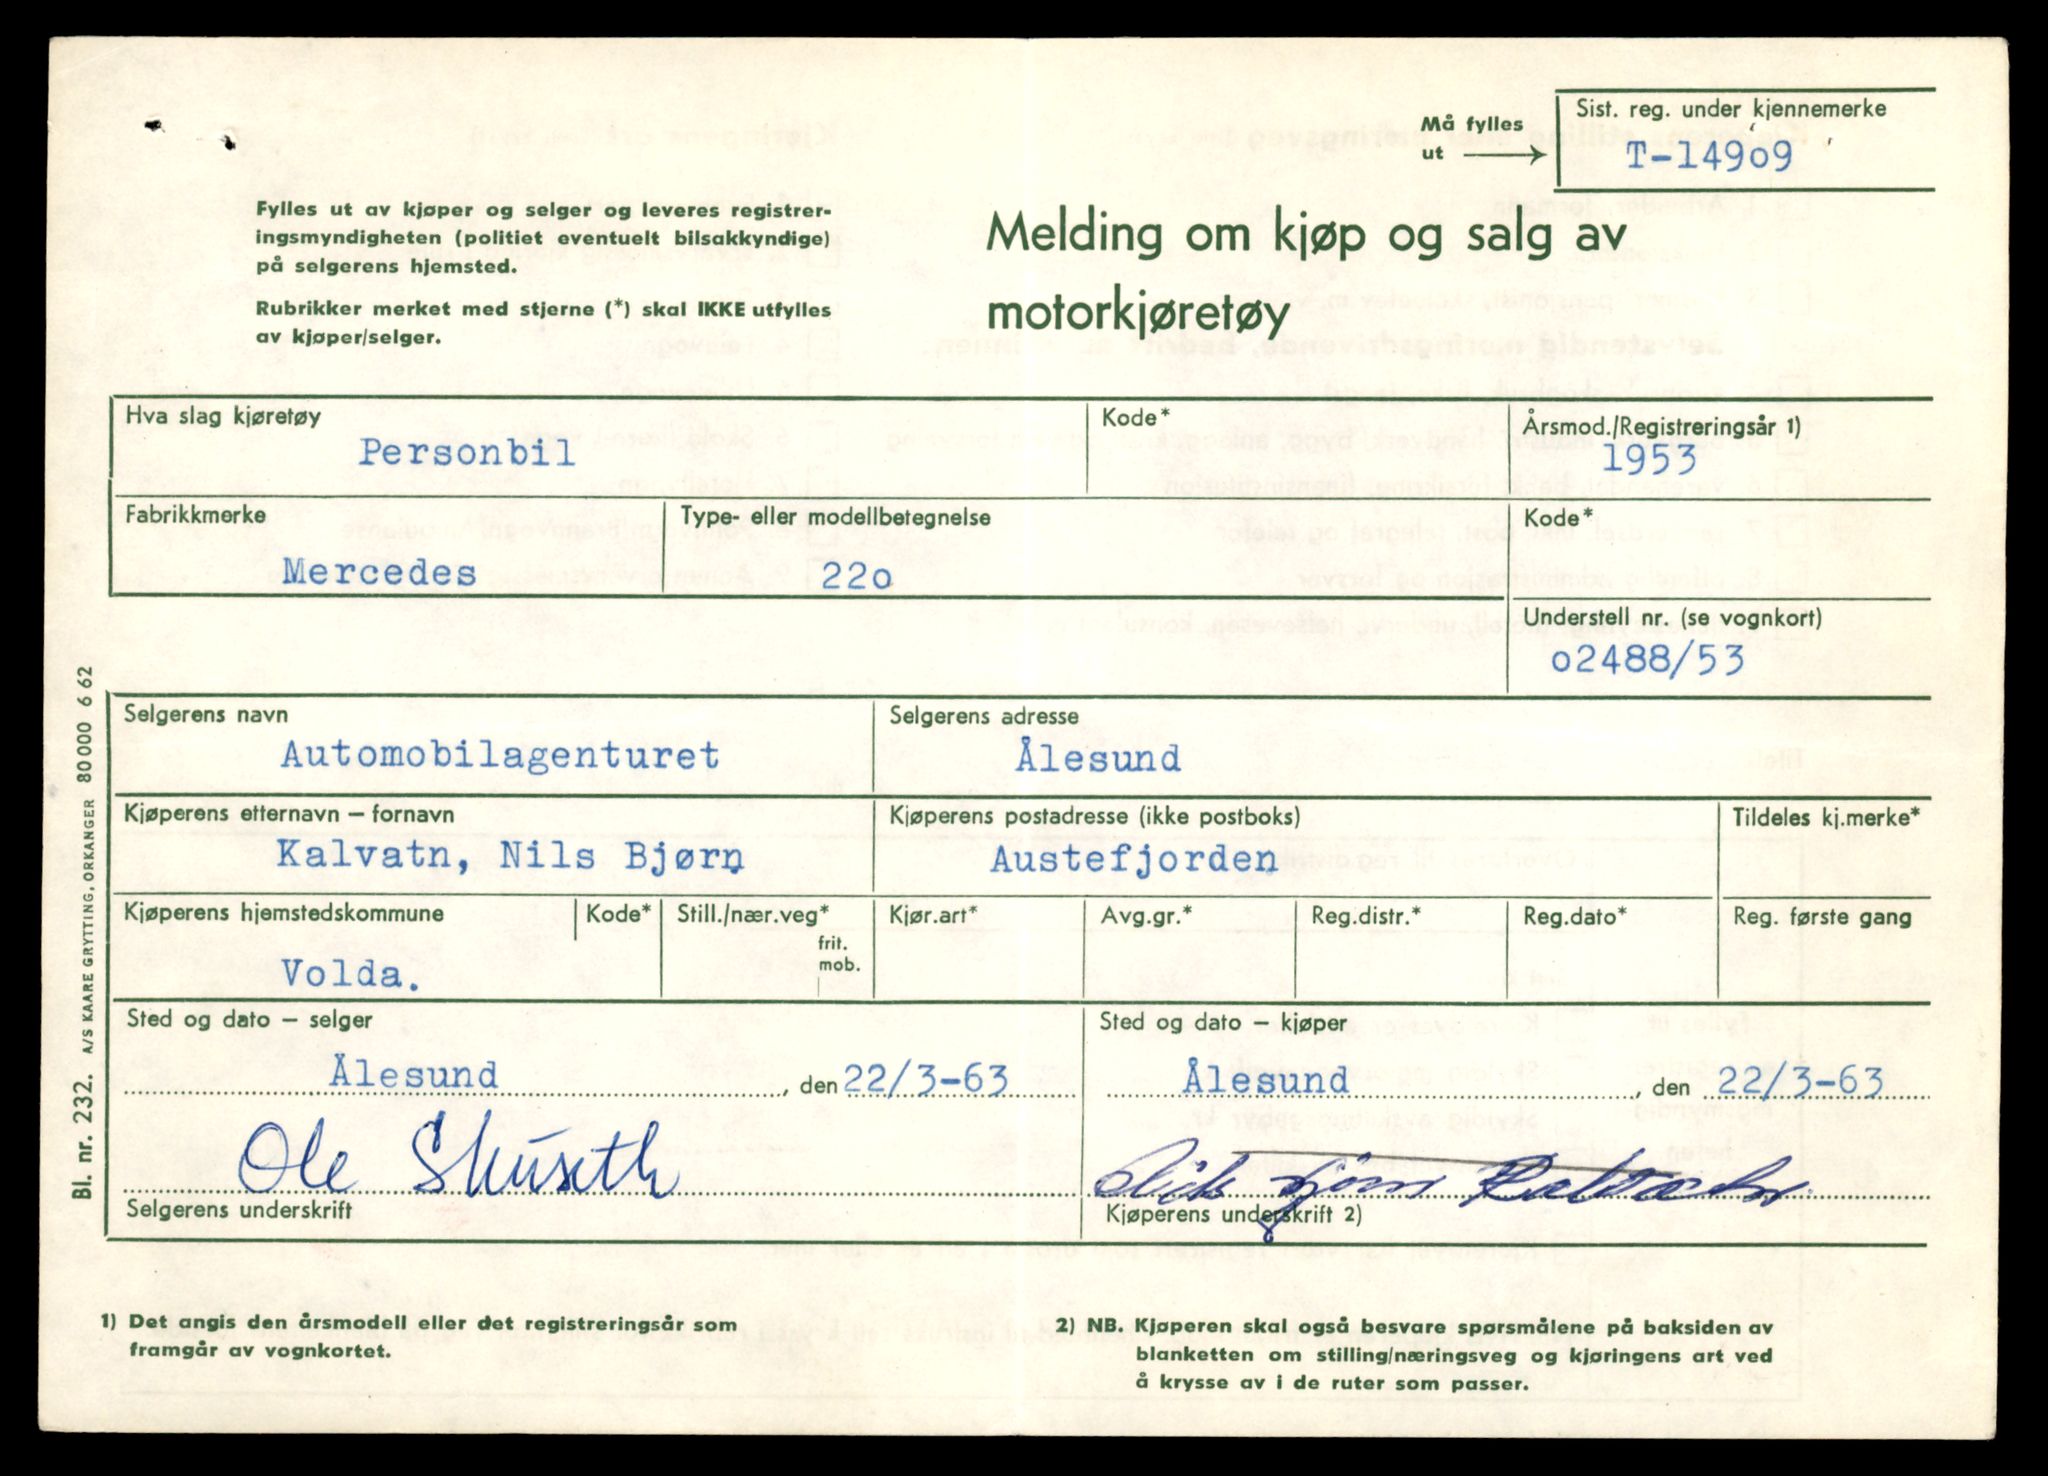 Må fylles
ut
Sist. reg. under kjennemerke
T-14909
Fylles ut av kjøper og selger og leveres registrer-
ingsmyndigheten (politiet eventuelt bilsakkyndige)
på selgerens hjemsted.
Rubrikker merket med stjerne (*) skal IKKE utfylles
av kjøper/selger.
Melding om kjøp og salg av
motorkjøretøy
Hva slag kjøretøy
Personbil
Kode*
Årsmod./Registreringsår 1)
1953
Fabrikkmerke
Mercedes
Type- eller modellbetegnelse
22o
Kode*
Understell nr. (se vognkort)
o2488/53
Selgerens navn
Automobilagenturet
Selgerens adresse
Ålesund
Kjøperens etternavn – fornavn
Kalvatn, Nils Bjørn
Kjøperens postadresse (ikke postboks)
Austefjorden
Tildeles kj.merke*
Kjøperens hjemstedskommune
Volda.
Kode*
Still./nær.veg*
frit.
mob.
Kjør.art*
Avg.gr.*
Reg.distr.*
Reg.dato*
Reg. første gang
Sted og dato – selger
Ålesund, den 22/3-63
Sted og dato – kjøper
Ålesund, den 22/3-63
Ole
Selgerens underskrift
Kjøperens underskrift 2)
1) Det angis den årsmodell eller det registreringsår som
framgår av vognkortet.
2) NB. Kjøperen skal også besvare spørsmålene på baksiden av
blanketten om stilling/næringsveg og kjøringens art ved
å krysse av i de ruter som passer.
Bl. nr. 232. A/S KAARE GRYTTING, ORKANGER 80000 6 62